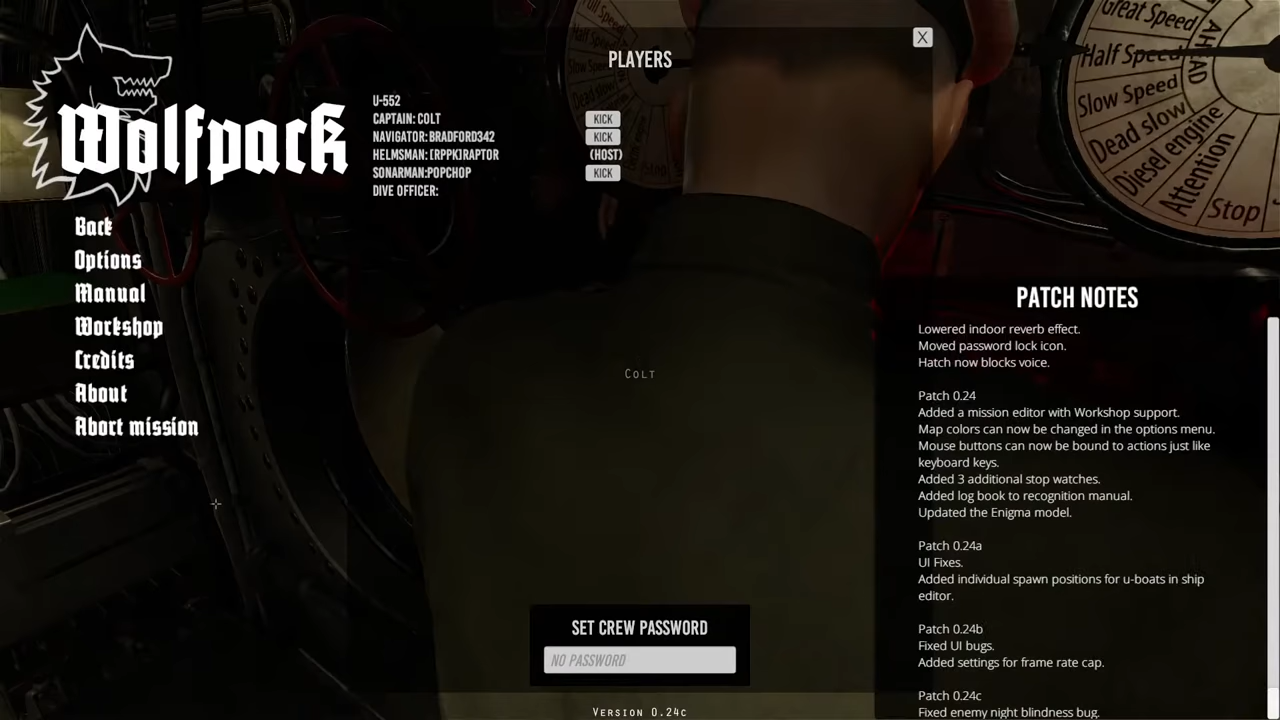 Wolfpack
Back
Options
Manual
Workshop
Credits
About
Abort mission
PLAYERS
X
U-552
CAPTAIN: COLT
KICK
NAVIGATOR: BRADFORD342
KICK
HELMSMAN: [RPPK]RAPTOR
(HOST)
SONARMAN:POPCHOP
KICK
DIVE OFFICER:
Colt
SET CREW PASSWORD
NO PASSWORD
Version 0.24c
Great Speed
Half Speed
Slow Speed
Dead slow
Diesel engine
Attention
Stop
AHEAD
PATCH NOTES
Lowered indoor reverb effect.
Moved password lock icon.
Hatch now blocks voice.
Patch 0.24
Added a mission editor with Workshop support.
Map colors can now be changed in the options menu.
Mouse buttons can now be bound to actions just like
keyboard keys.
Added 3 additional stop watches.
Added log book to recognition manual.
Updated the Enigma model.
Patch 0.24a
UI Fixes.
Added individual spawn positions for u-boats in ship
editor.
Patch 0.24b
Fixed UI bugs.
Added settings for frame rate cap.
Patch 0.24c
Fixed enemy night blindness bug.